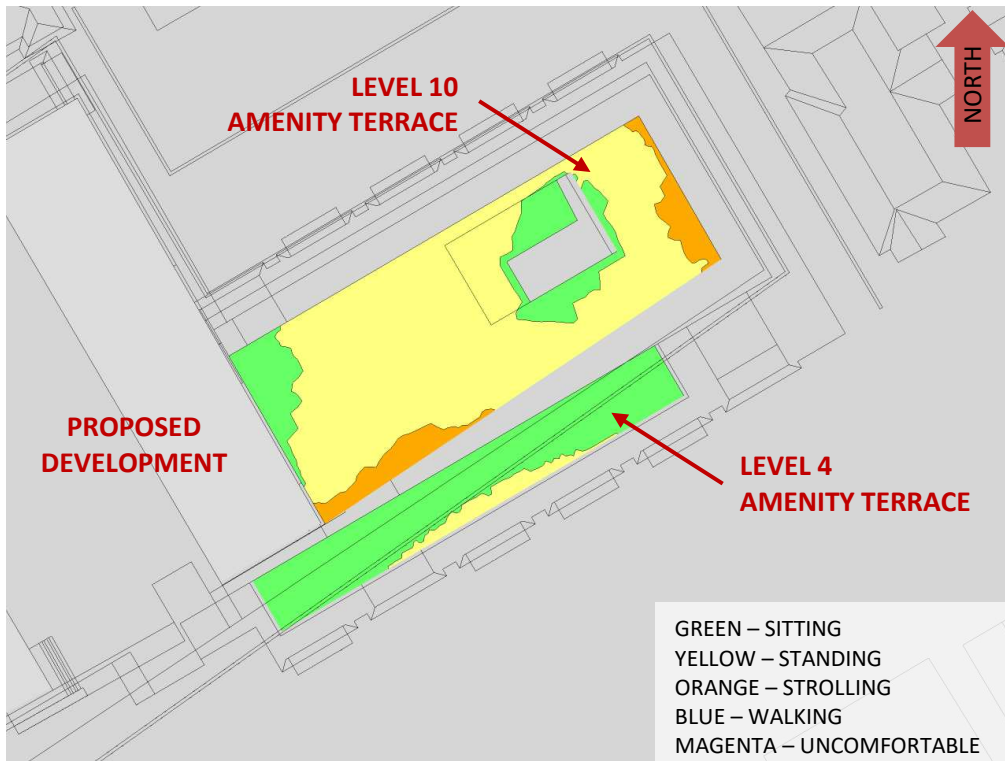 LEVEL 10
AMENITY TERRACE
NORTH
PROPOSED
DEVELOPMENT
LEVEL 4
AMENITY TERRACE
GREEN – SITTING
YELLOW – STANDING
ORANGE – STROLLING
BLUE – WALKING
MAGENTA – UNCOMFORTABLE